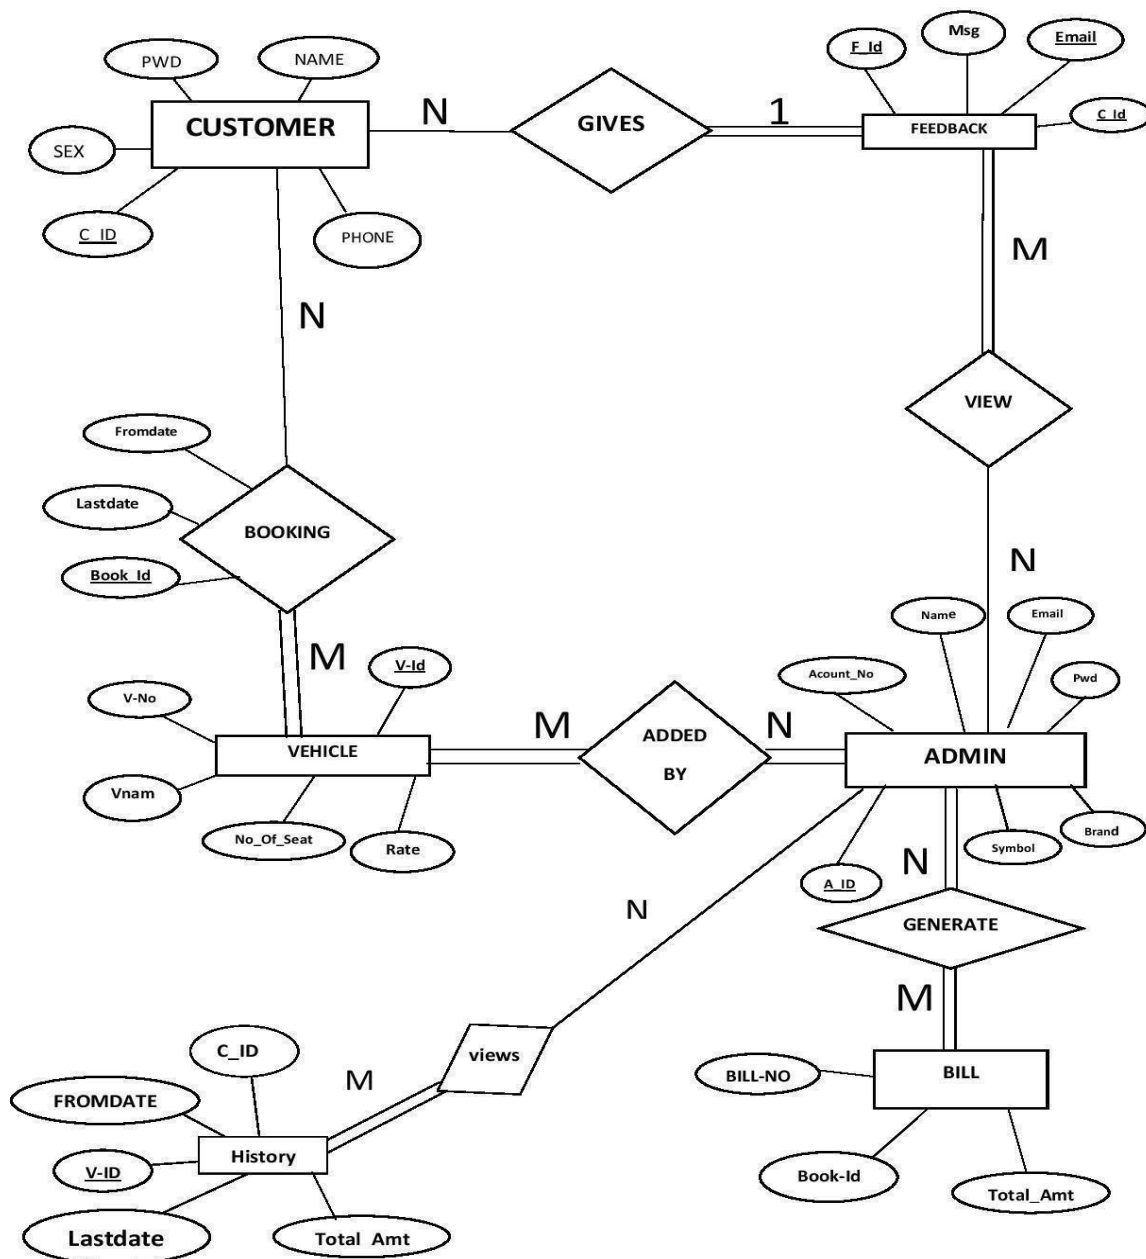 PWD
NAME
CUSTOMER
SEX
C_ID
PHONE
N
GIVES
1
F_Id
Msg
Email
C_Id
FEEDBACK
M
VIEW
N
N
Fromdate
Lastdate
Book_Id
BOOKING
M
V-Id
V-No
VEHICLE
Vnam
No_Of_Seat
Rate
M
ADDED
BY
N
Name
Email
Acount_No
Pwd
ADMIN
A_ID
Symbol
Brand
N
GENERATE
M
BILL-NO
BILL
Book-Id
Total_Amt
N
views
M
C_ID
FROMDATE
History
V-ID
Lastdate
Total_Amt